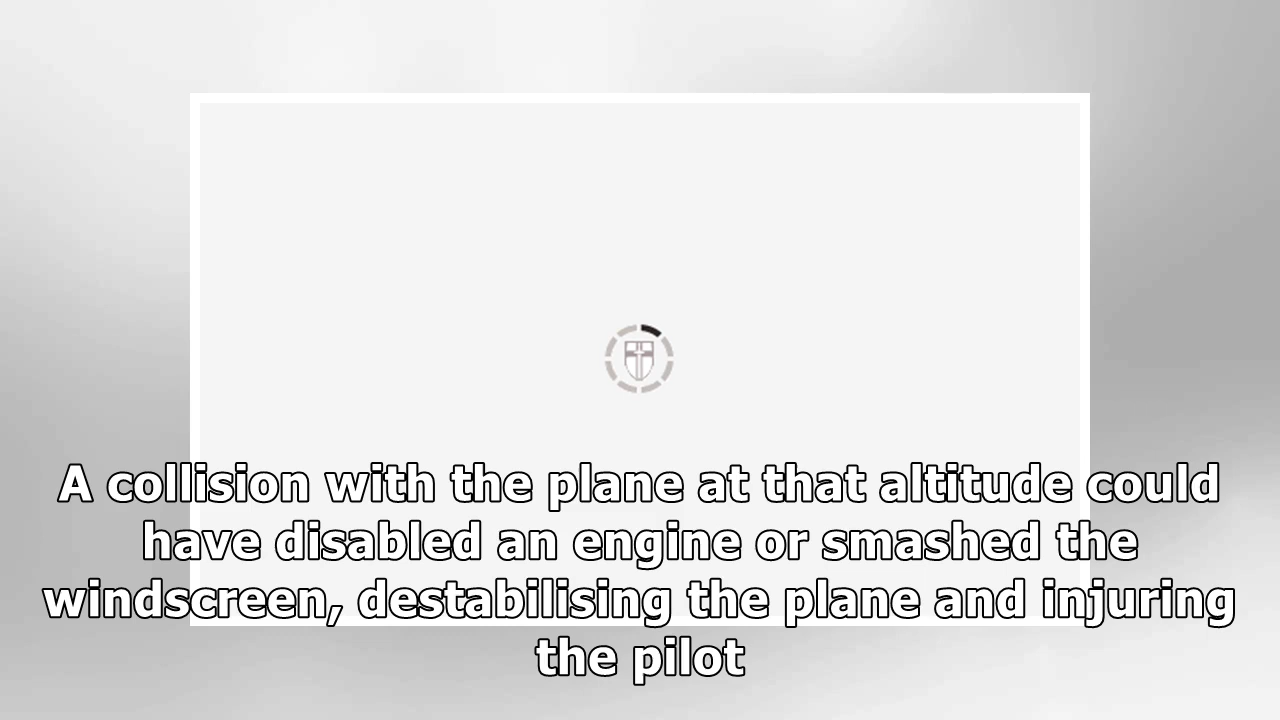 A collision with the plane at that altitude could
have disabled an engine or smashed the
windscreen, destabilising the plane and injuring
the pilot